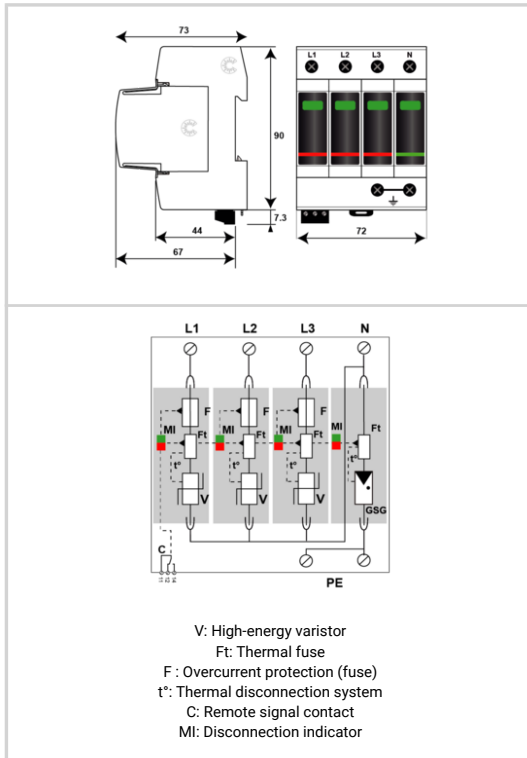 73
L1 L2 L3 N
90
7.3
44
67
72
L1 L2 L3 N
F F F
MI MI MI MI
Ft Ft Ft Ft
t° t° t° t°
V V V
GSG
C
PE
V: High-energy varistor
Ft: Thermal fuse
F : Overcurrent protection (fuse)
t°: Thermal disconnection system
C: Remote signal contact
MI: Disconnection indicator